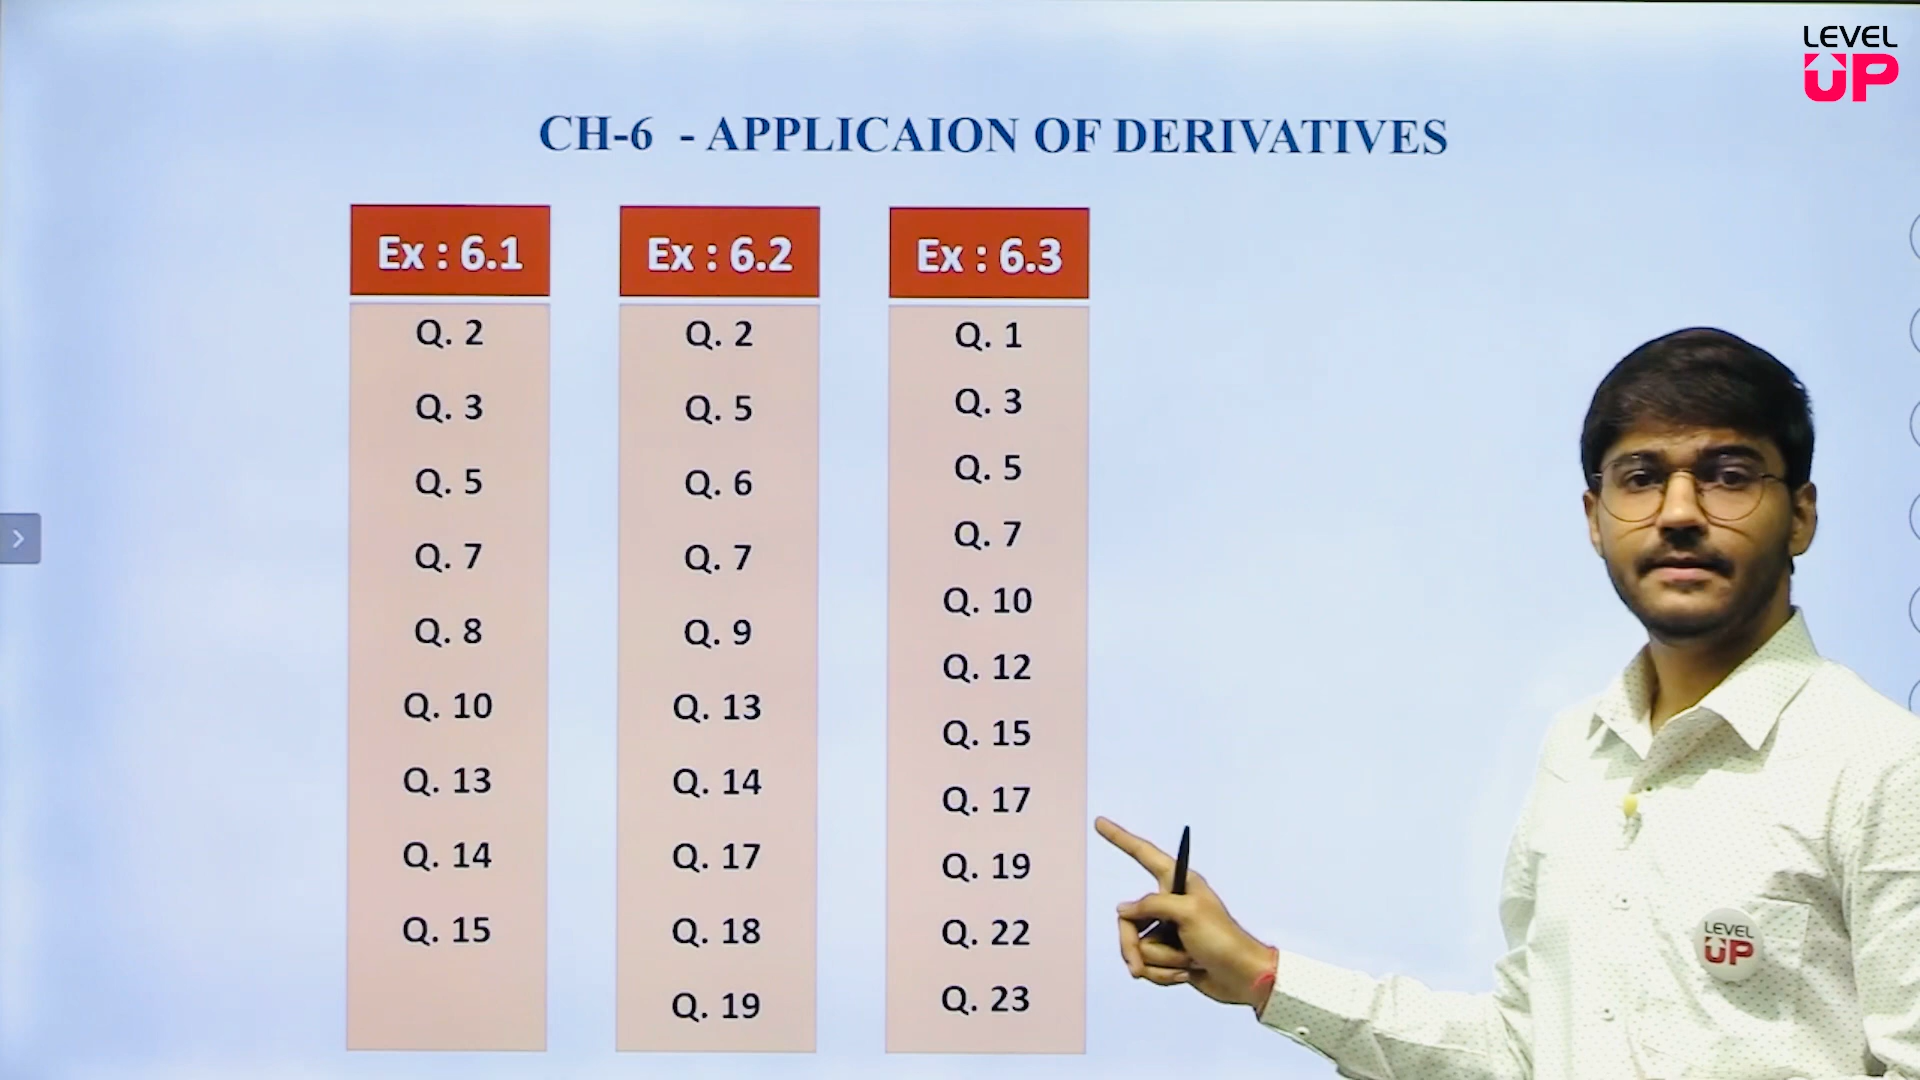 LEVEL
UP
CH-6 - APPLICAION OF DERIVATIVES
Ex : 6.1
Q. 2
Q. 3
Q. 5
Q. 7
Q. 8
Q. 10
Q. 13
Q. 14
Q. 15
Ex : 6.2
Q. 2
Q. 5
Q. 6
Q. 7
Q. 9
Q. 13
Q. 14
Q. 17
Q. 18
Q. 19
Ex : 6.3
Q. 1
Q. 3
Q. 5
Q. 7
Q. 10
Q. 12
Q. 15
Q. 17
Q. 19
Q. 22
Q. 23
LEVEL
UP